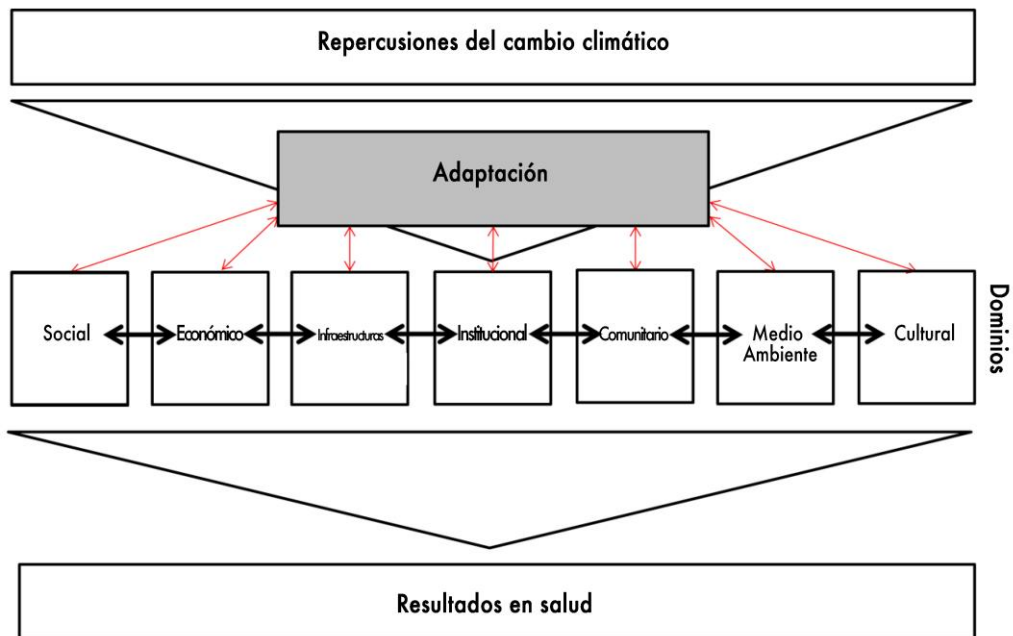 Repercusiones del cambio climático
Adaptación
Social
Económico
Infraestructuras
Institucional
Comunitario
Medio
Ambiente
Cultural
Dominios
Resultados en salud